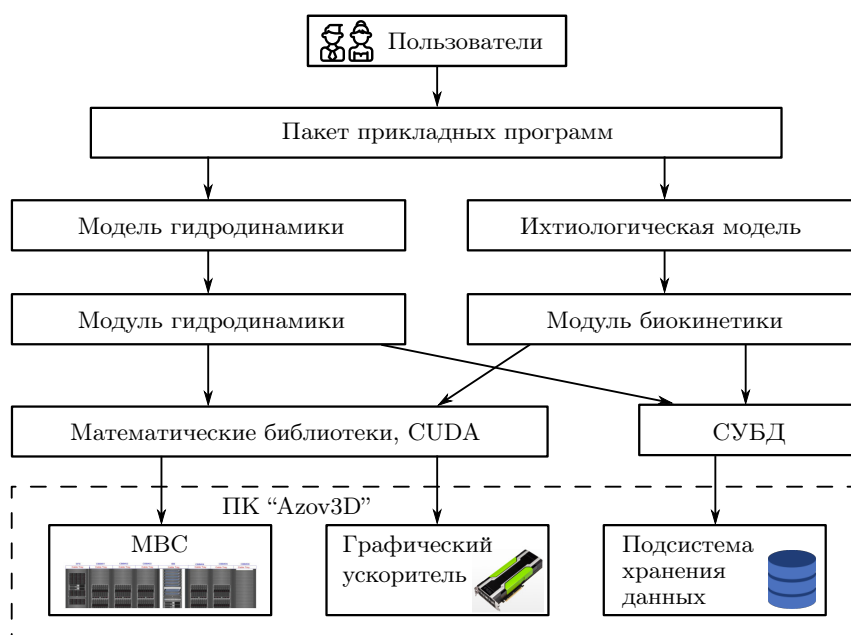 Пользователи
Пакет прикладных программ
Модель гидродинамики
Ихтиологическая модель
Модуль гидродинамики
Модуль биокинетики
Математические библиотеки, CUDA
СУБД
ПК “Azov3D”
МВС
Графический
ускоритель
Подсистема
хранения
данных